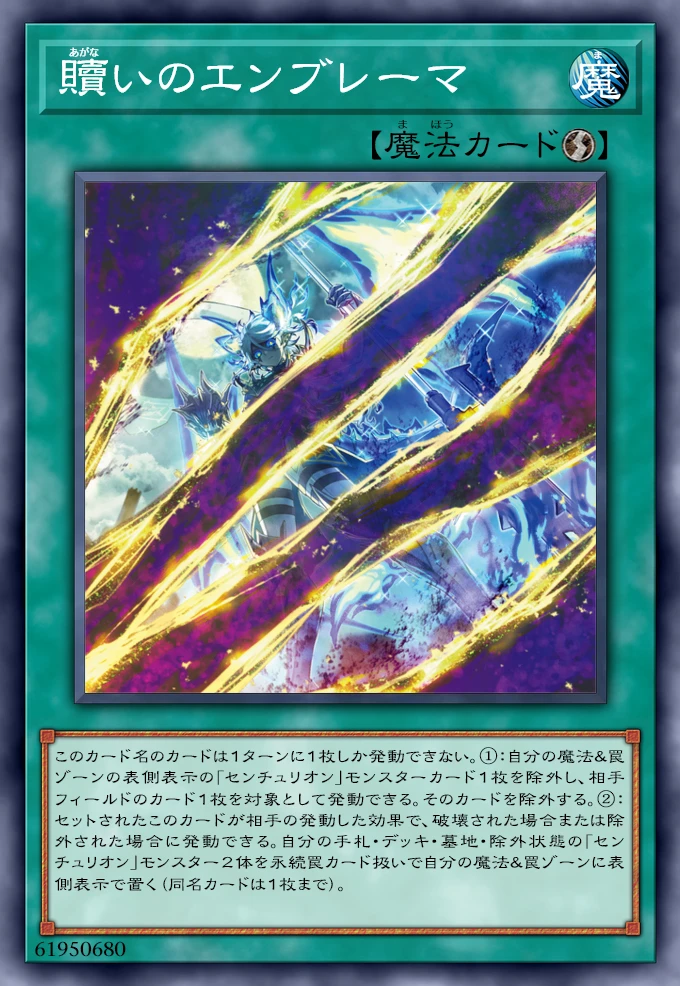 贖いのエンブレーマ
あがな
魔
ま
【魔法カード】
ま ほう
このカード名のカードは1ターンに1枚しか発動できない。①:自分の魔法&罠
ゾーンの表側表示の「センチュリオン」モンスターカード1枚を除外し、相手
フィールドのカード1枚を対象として発動できる。そのカードを除外する。②:
セットされたこのカードが相手の発動した効果で、破壊された場合または除
外された場合に発動できる。自分の手札・デッキ・墓地・除外状態の「セン
チュリオン」モンスター2体を永続罠カード扱いで自分の魔法&罠ゾーンに表
側表示で置く(同名カードは1枚まで)。
61950680